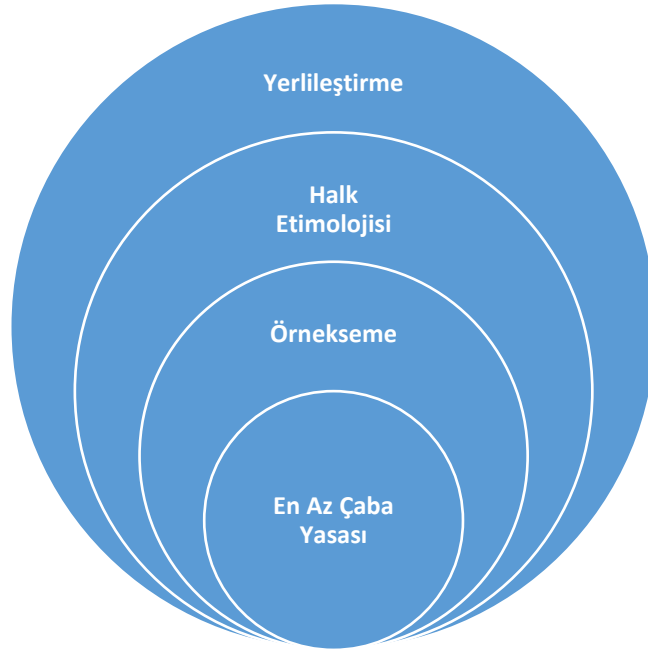 Yerlileştirme
Halk
Etimolojisi
Örnekseme
En Az Çaba
Yasası